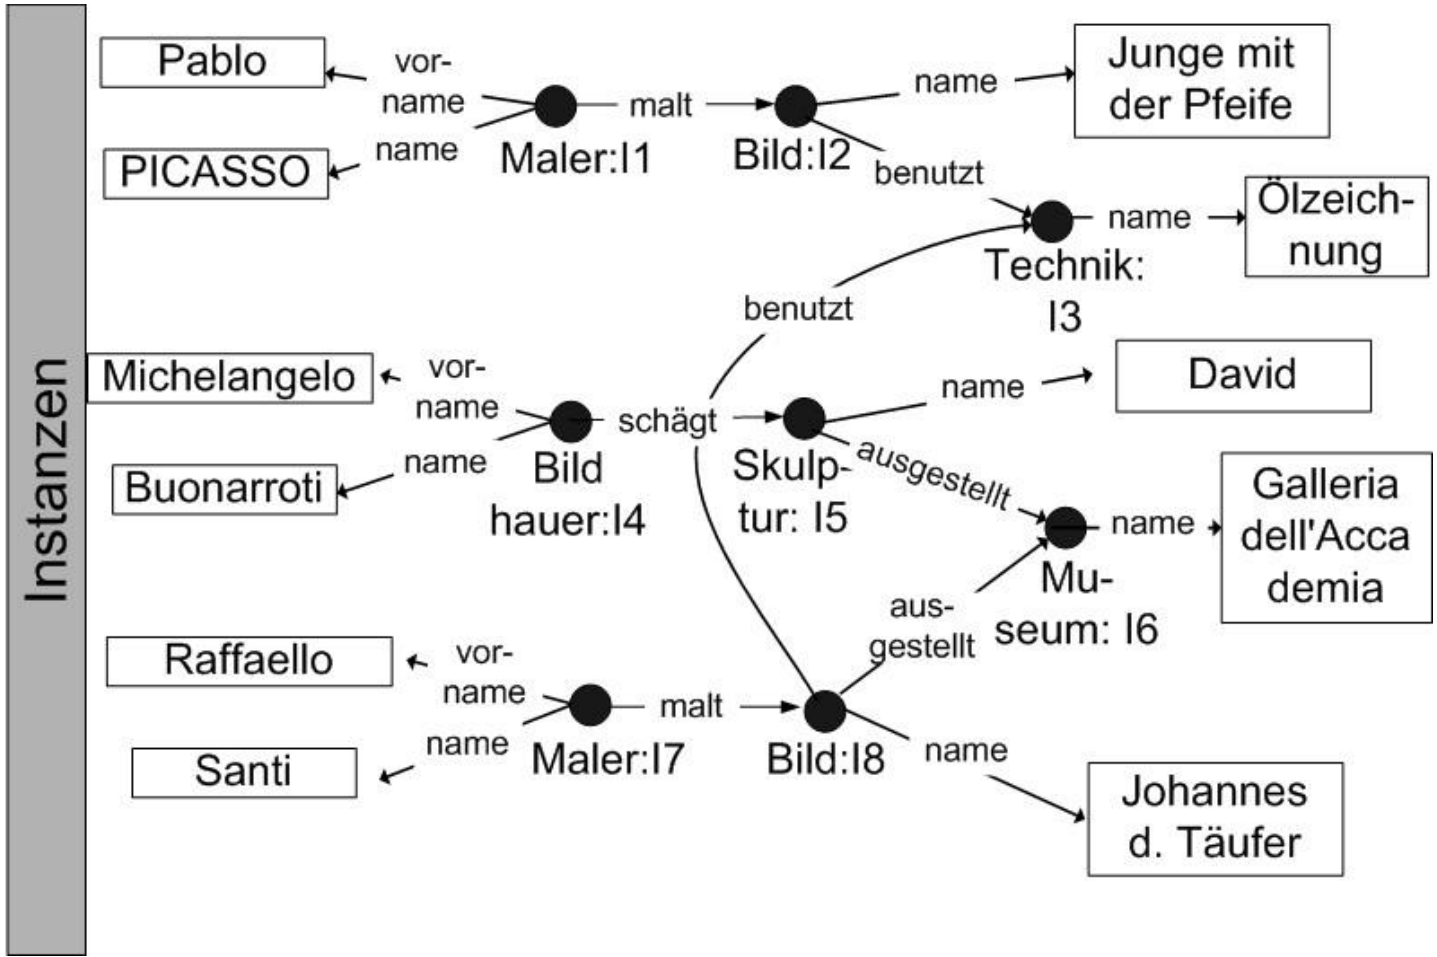 Instanzen
Pablo
vor-
name
PICASSO
name
Maler:I1
malt
Bild:I2
name
Junge mit
der Pfeife
benutzt
Technik:
I3
name
Ölzeich-
nung
benutzt
Michelangelo
vor-
name
Buonarroti
name
Bild
hauer:I4
schägt
Skulp-
tur: I5
name
David
ausgestellt
Mu-
seum: I6
name
Galleria
dell'Acca
demia
Raffaello
vor-
name
Santi
name
Maler:I7
malt
Bild:I8
aus-
gestellt
name
Johannes
d. Täufer